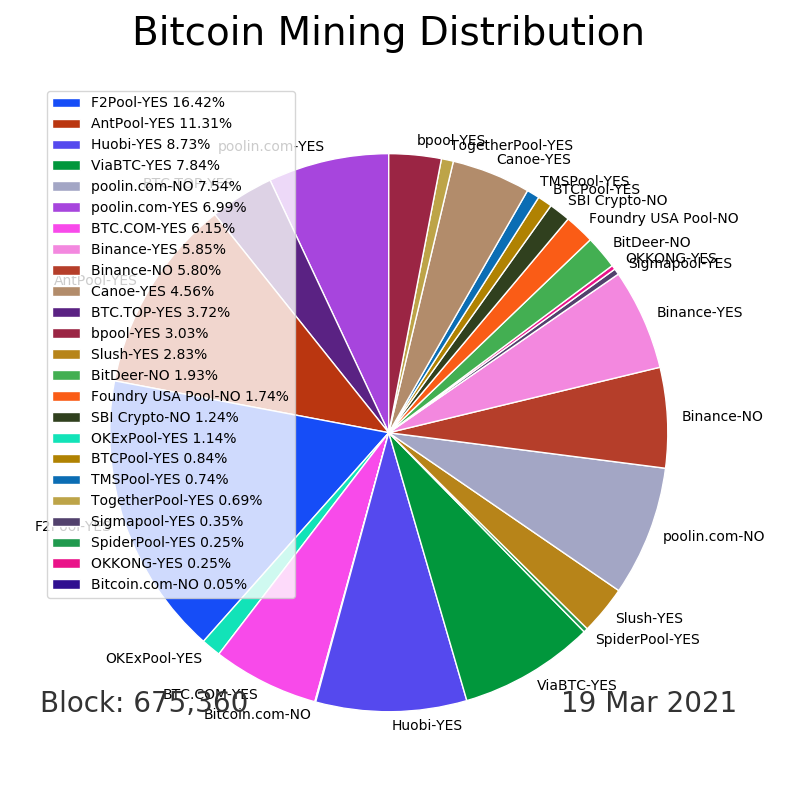 Bitcoin Mining Distribution
F2Pool-YES 16.42%
AntPool-YES 11.31%
Huobi-YES 8.73%
ViaBTC-YES 7.84%
poolin.com-NO 7.54%
poolin.com-YES 6.99%
BTC.COM-YES 6.15%
Binance-YES 5.85%
Binance-NO 5.80%
Canoe-YES 4.56%
BTC.TOP-YES 3.72%
bpool-YES 3.03%
Slush-YES 2.83%
BitDeer-NO 1.93%
Foundry USA Pool-NO 1.74%
SBI Crypto-NO 1.24%
OKExPool-YES 1.14%
BTCPool-YES 0.84%
TMSPool-YES 0.74%
TogetherPool-YES 0.69%
Sigmapool-YES 0.35%
SpiderPool-YES 0.25%
OKKONG-YES 0.25%
Bitcoin.com-NO 0.05%
bpool-YES
TogetherPool-YES
Canoe-YES
TMSPool-YES
BTCPool-YES
SBI Crypto-NO
Foundry USA Pool-NO
BitDeer-NO
OKKONG-YES
Sigmapool-YES
Binance-YES
Binance-NO
poolin.com-NO
Slush-YES
SpiderPool-YES
ViaBTC-YES
Huobi-YES
Bitcoin.com-NO
BTC.COM-YES
OKExPool-YES
F2Pool-YES
AntPool-YES
BTC.TOP-YES
poolin.com-YES
Block: 675,360
19 Mar 2021